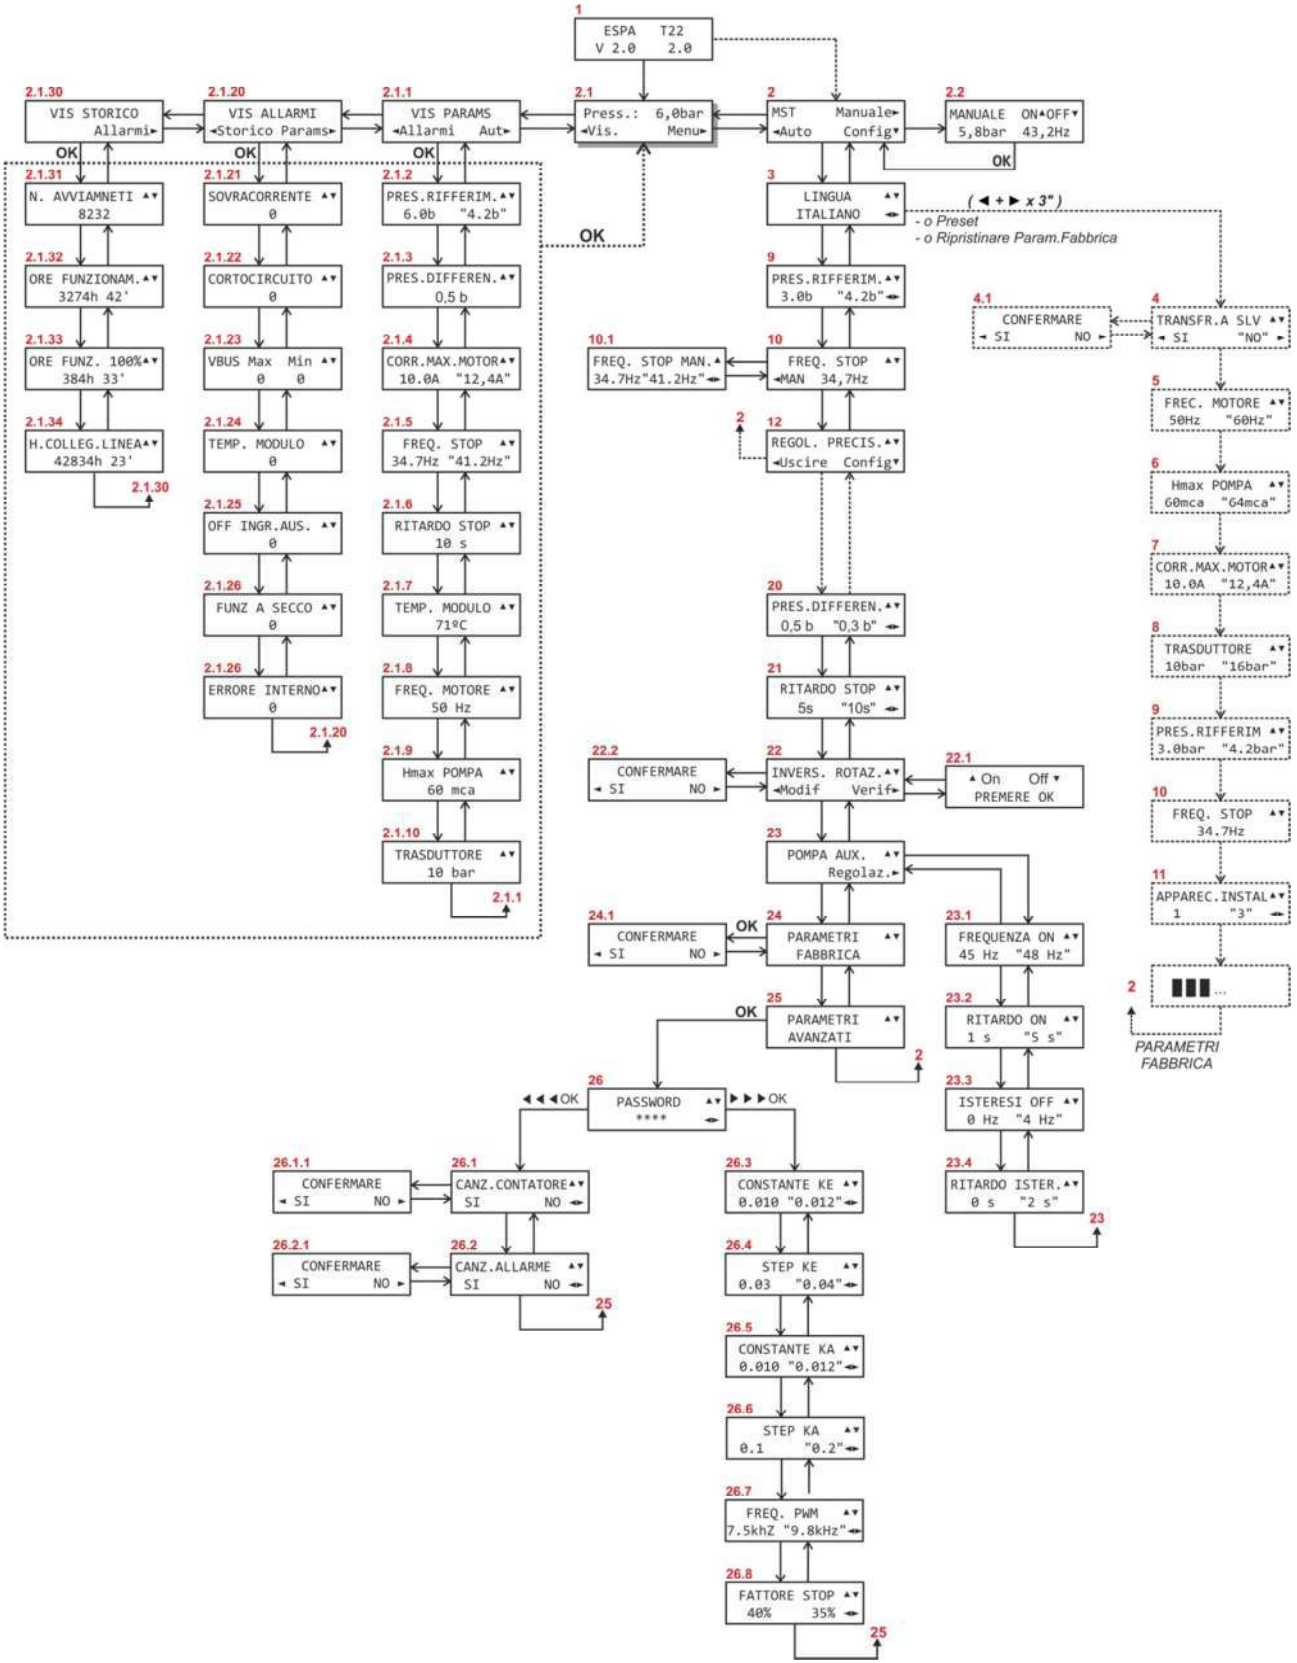 1
ESPA T22
V 2.0 2.0
2.1.30
VIS STORICO
Allarmi►
2.1.20
VIS ALLARMI
◄Storico Params►
2.1.1
VIS PARAMS
◄Allarmi Aut►
2.1
Press.: 6,0bar
◄Vis. Menu►
2
MST Manuale►
◄Auto Config▼
2.2
MANUALE ON▲OFF▼
5,8bar 43,2Hz
OK
OK
OK
OK
2.1.31
N. AVVIAMNETI ▲▼
8232
2.1.32
ORE FUNZIONAM.▲▼
3274h 42'
2.1.33
ORE FUNZ. 100%▲▼
384h 33'
2.1.34
H.COLLEG.LINEA▲▼
42834h 23'
2.1.30
2.1.21
SOVRACORRENTE ▲▼
0
2.1.22
CORTOCIRCUITO ▲▼
0
2.1.23
VBUS Max Min ▲▼
0 0
2.1.24
TEMP. MODULO ▲▼
0
2.1.25
OFF INGR.AUS. ▲▼
0
2.1.26
FUNZ A SECCO ▲▼
0
2.1.26
ERRORE INTERNO▲▼
0
2.1.20
2.1.2
PRES.RIFFERIM.▲▼
6.0b "4.2b"
2.1.3
PRES.DIFFEREN.▲▼
0,5 b
2.1.4
CORR.MAX.MOTOR▲▼
10.0A "12,4A"
2.1.5
FREQ. STOP ▲▼
34.7Hz "41.2Hz"
2.1.6
RITARDO STOP ▲▼
10 s
2.1.7
TEMP. MODULO ▲▼
71ºC
2.1.8
FREQ. MOTORE ▲▼
50 Hz
2.1.9
Hmax POMPA ▲▼
60 mca
2.1.10
TRASDUTTORE ▲▼
10 bar
2.1.1
OK
3
LINGUA ▲▼
ITALIANO ◄►
( ◄ + ► x 3" )
- o Preset
- o Ripristinare Param.Fabbrica
9
PRES.RIFFERIM.▲▼
3.0b "4.2b"◄►
10.1
FREQ. STOP MAN.▲
34.7Hz"41.2Hz"◄►
10
FREQ. STOP ▲▼
◄MAN 34,7Hz
2
12
REGOL. PRECIS.▲▼
◄Uscire Config▼
20
PRES.DIFFEREN.▲▼
0,5 b "0,3 b" ◄►
21
RITARDO STOP ▲▼
5s "10s" ◄►
22.2
CONFERMARE
◄ SI NO ►
22
INVERS. ROTAZ.▲▼
◄Modif Verif►
22.1
▲ On Off ▼
PREMERE OK
23
POMPA AUX. ▲▼
Regolaz.►
24.1
CONFERMARE
◄ SI NO ►
OK
24
PARAMETRI ▲▼
FABBRICA
25
PARAMETRI ▲▼
AVANZATI
OK
2
23.1
FREQUENZA ON ▲▼
45 Hz "48 Hz"
23.2
RITARDO ON ▲▼
1 s "5 s"
23.3
ISTERESI OFF ▲▼
0 Hz "4 Hz"
23.4
RITARDO ISTER.▲▼
0 s "2 s"
23
4.1
CONFERMARE
◄ SI NO ►
4
TRANSFR.A SLV ▲▼
◄ SI "NO" ►
5
FREC. MOTORE ▲▼
50Hz "60Hz"
6
Hmax POMPA ▲▼
60mca "64mca"
7
CORR.MAX.MOTOR▲▼
10.0A "12,4A"
8
TRASDUTTORE ▲▼
10bar "16bar"
9
PRES.RIFFERIM ▲▼
3.0bar "4.2bar"
10
FREQ. STOP ▲▼
34.7Hz
11
APPAREC.INSTAL▲▼
1 "3" ◄►
2
███...
PARAMETRI
FABBRICA
26
◄◄◄OK
PASSWORD ▲▼
**** ◄►
►►►OK
26.1.1
CONFERMARE
◄ SI NO ►
26.1
CANZ.CONTATORE▲▼
SI NO ◄►
26.2.1
CONFERMARE
◄ SI NO ►
26.2
CANZ.ALLARME ▲▼
SI NO ◄►
25
26.3
CONSTANTE KE ▲▼
0.010 "0.012"◄►
26.4
STEP KE ▲▼
0.03 "0.04"◄►
26.5
CONSTANTE KA ▲▼
0.010 "0.012"◄►
26.6
STEP KA ▲▼
0.1 "0.2"◄►
26.7
FREQ. PWM ▲▼
7.5khZ "9.8kHz"◄►
26.8
FATTORE STOP ▲▼
40% 35% ◄►
25